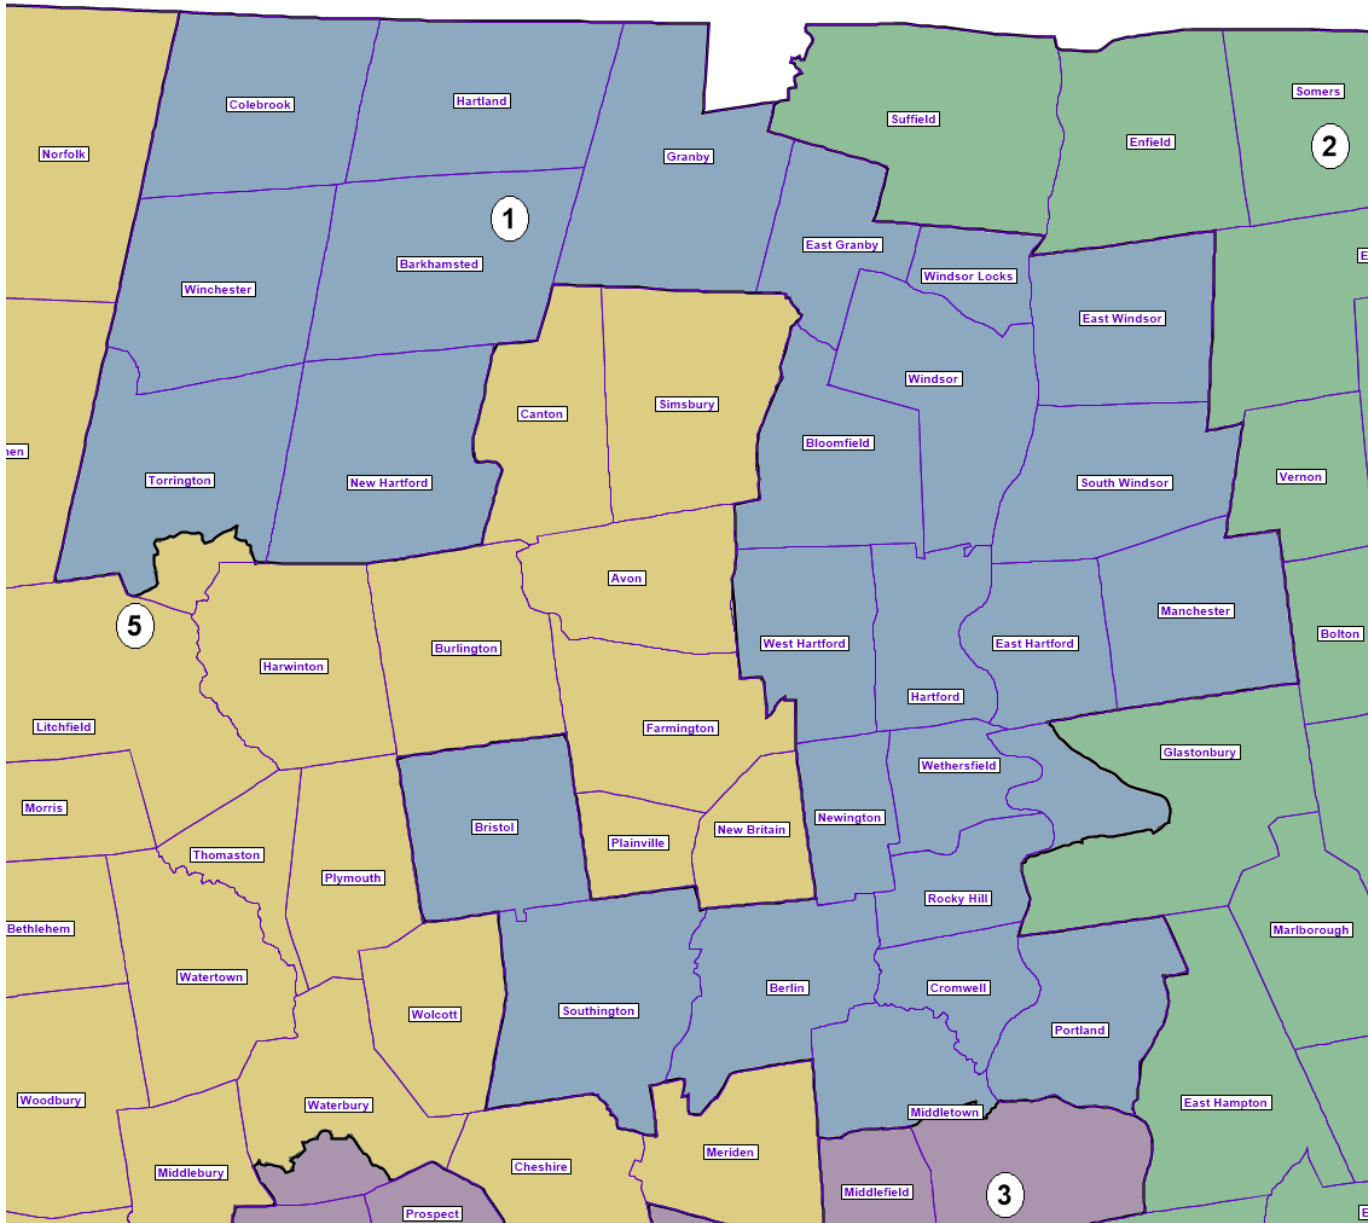 Somers
Colebrook
Hartland
Suffield
Enfield
2
Norfolk
Granby
1
East Granby
Barkhamsted
Windsor Locks
Winchester
East Windsor
Windsor
Simsbury
Canton
Bloomfield
Vernon
Torrington
New Hartford
South Windsor
Avon
Manchester
5
Bolton
West Hartford
East Hartford
Burlington
Harwinton
Hartford
Litchfield
Farmington
Glastonbury
Wethersfield
Morris
Newington
Bristol
New Britain
Plainville
Thomaston
Plymouth
Rocky Hill
Bethlehem
Marlborough
Watertown
Berlin
Cromwell
Southington
Wolcott
Portland
Woodbury
East Hampton
Waterbury
Middletown
Meriden
Cheshire
Middlebury
Middlefield
3
Prospect